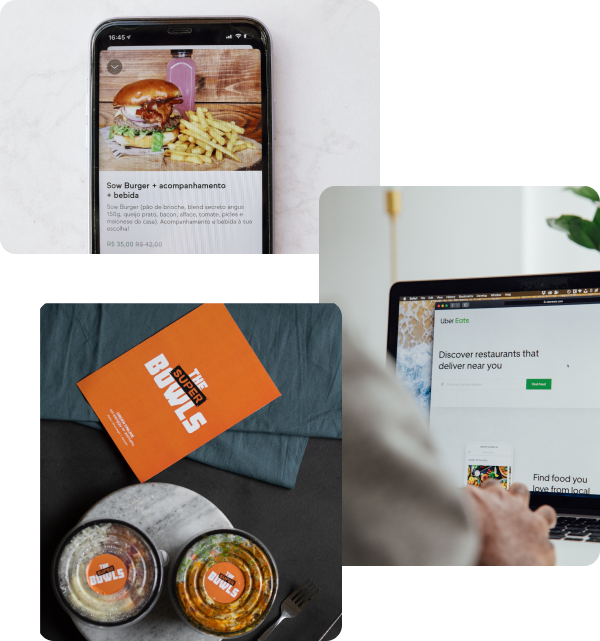 16:45
Sow Burger + acompanhamento
+ bebida
Sow Burger (pão de brioche, blend secreto angus
150g, queijo prato, bacon, alface, tomate, picles e
maionese da casa). Acompanhamento e bebida à sua
escolha!
R$ 35,00 R$ 42,00
Uber Eats
Discover restaurants that
deliver near you
Find Food
Find food you
love from local
THE
SUPER
BOWLS
THE
SUPER
BOWLS
THE
SUPER
BOWLS